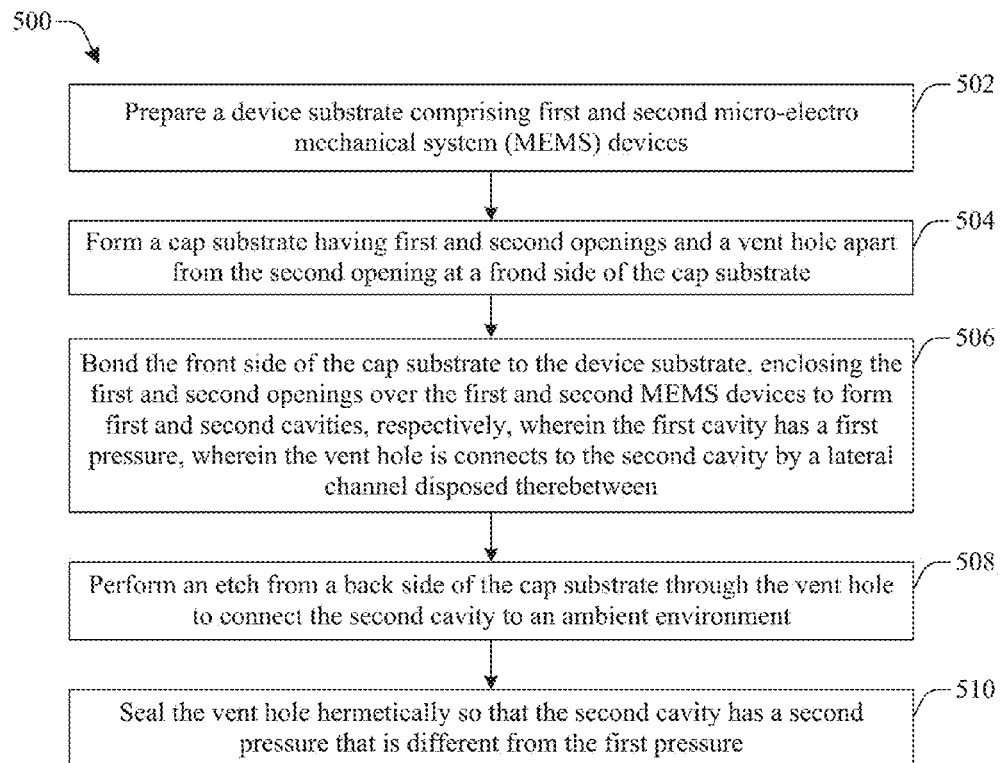 500
502
Prepare a device substrate comprising first and second micro-electro
mechanical system (MEMS) devices
504
Form a cap substrate having first and second openings and a vent hole apart
from the second opening at a frond side of the cap substrate
506
Bond the front side of the cap substrate to the device substrate, enclosing the
first and second openings over the first and second MEMS devices to form
first and second cavities, respectively, wherein the first cavity has a first
pressure, wherein the vent hole is connects to the second cavity by a lateral
channel disposed therebetween
508
Perform an etch from a back side of the cap substrate through the vent hole
to connect the second cavity to an ambient environment
510
Seal the vent hole hermetically so that the second cavity has a second
pressure that is different from the first pressure